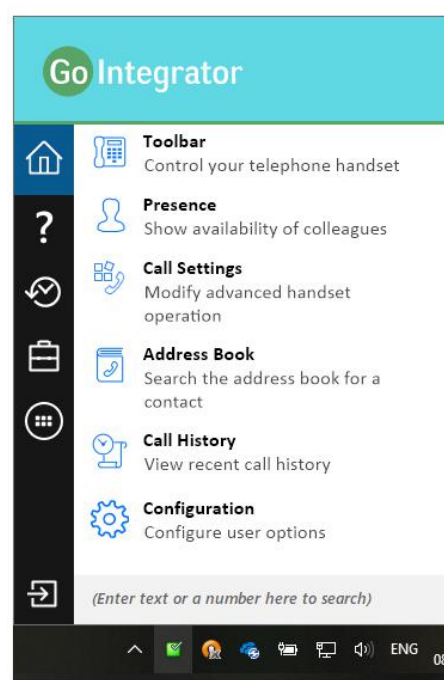 Go Integrator
Toolbar
Control your telephone handset
Presence
Show availability of colleagues
Call Settings
Modify advanced handset
operation
Address Book
Search the address book for a
contact
Call History
View recent call history
Configuration
Configure user options
(Enter text or a number here to search)
ENG
08